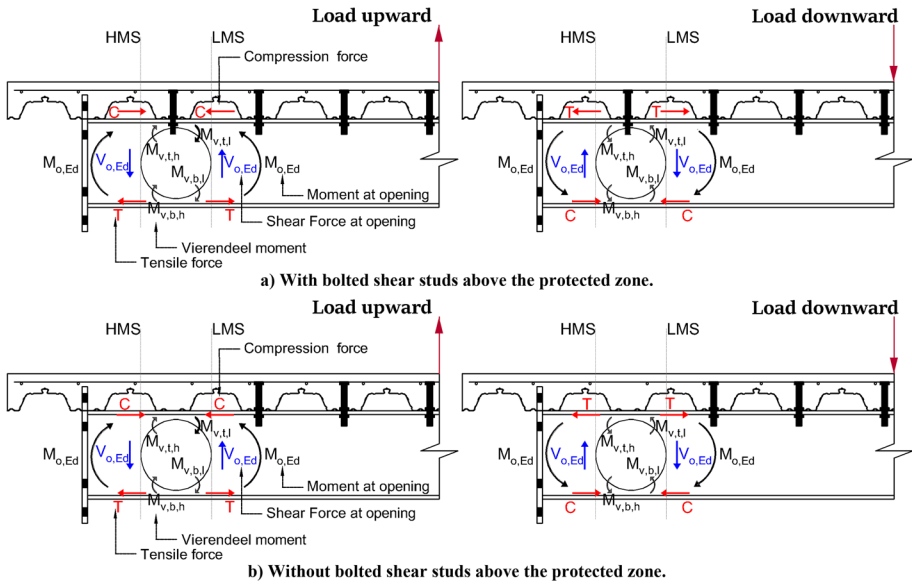 Load upward
HMS
LMS
Compression force
C
C
M_v,t,h
M_v,t,l
M_o,Ed
V_o,Ed
V_o,Ed
M_o,Ed
M_v,b,l
Moment at opening
T
M_v,b,h
T
Shear Force at opening
Vierendeel moment
Tensile force
Load downward
HMS
LMS
T
T
M_v,t,h
M_v,t,l
M_o,Ed
V_o,Ed
V_o,Ed
M_o,Ed
M_v,b,l
C
M_v,b,h
C
a) With bolted shear studs above the protected zone.
Load upward
HMS
LMS
Compression force
C
C
M_v,t,h
M_v,t,l
M_o,Ed
V_o,Ed
V_o,Ed
M_o,Ed
M_v,b,l
Moment at opening
T
M_v,b,h
T
Shear Force at opening
Vierendeel moment
Tensile force
Load downward
HMS
LMS
T
T
M_v,t,h
M_v,t,l
M_o,Ed
V_o,Ed
V_o,Ed
M_o,Ed
M_v,b,l
C
M_v,b,h
C
b) Without bolted shear studs above the protected zone.